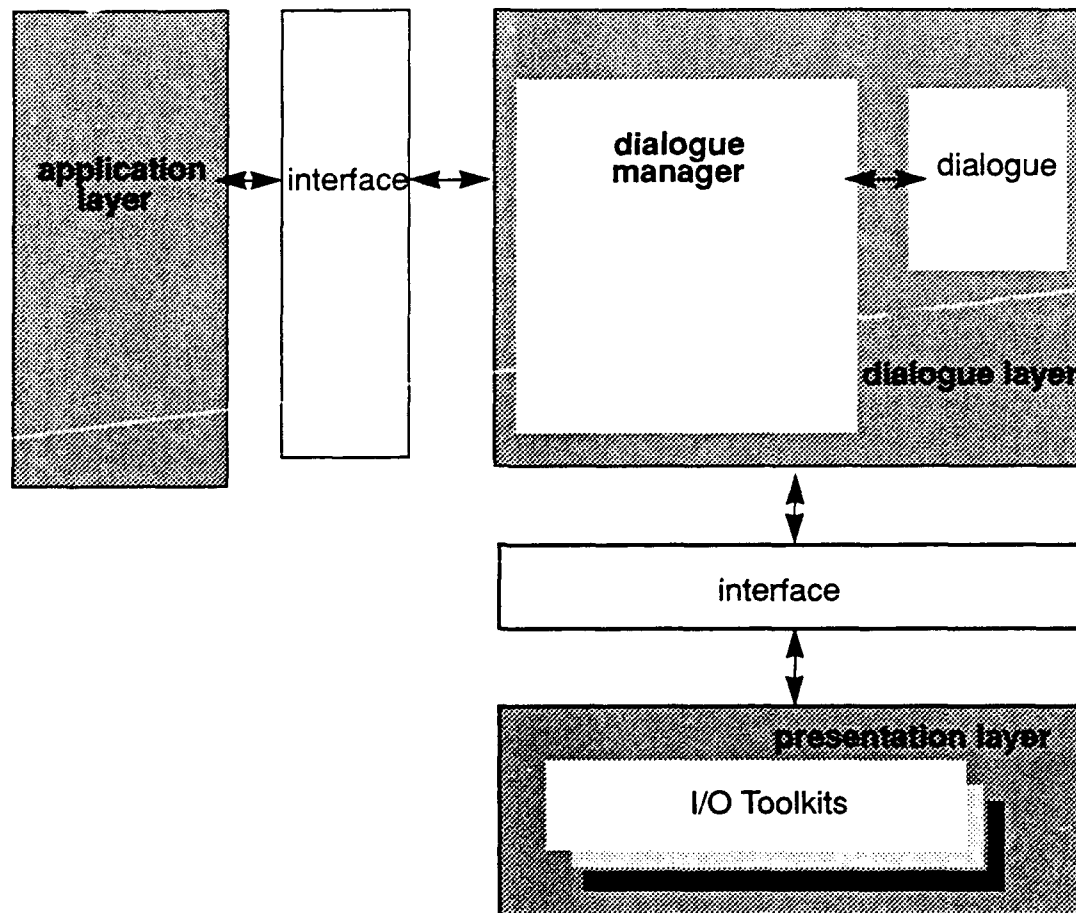 application
layer
interface
dialogue
manager
dialogue
dialogue layer
interface
presentation layer
I/O Toolkits